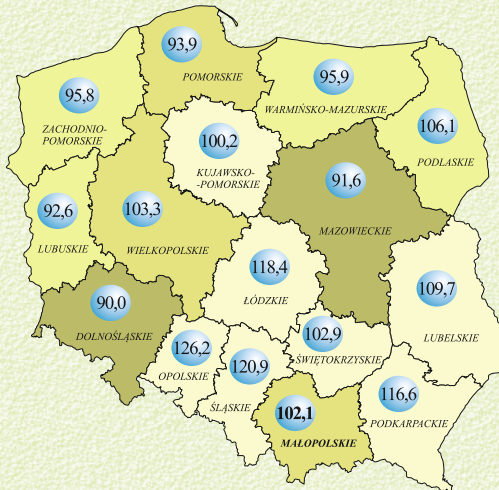 93,9
POMORSKIE
95,8
ZACHODNIO-
POMORSKIE
95,9
WARMIŃSKO-MAZURSKIE
106,1
PODLASKIE
100,2
KUJAWSKO-
-POMORSKIE
91,6
MAZOWIECKIE
92,6
LUBUSKIE
103,3
WIELKOPOLSKIE
118,4
ŁÓDZKIE
109,7
LUBELSKIE
90,0
DOLNOŚLĄSKIE
126,2
OPOLSKIE
120,9
ŚLĄSKIE
102,9
ŚWIĘTOKRZYSKIE
102,1
MAŁOPOLSKIE
116,6
PODKARPACKIE